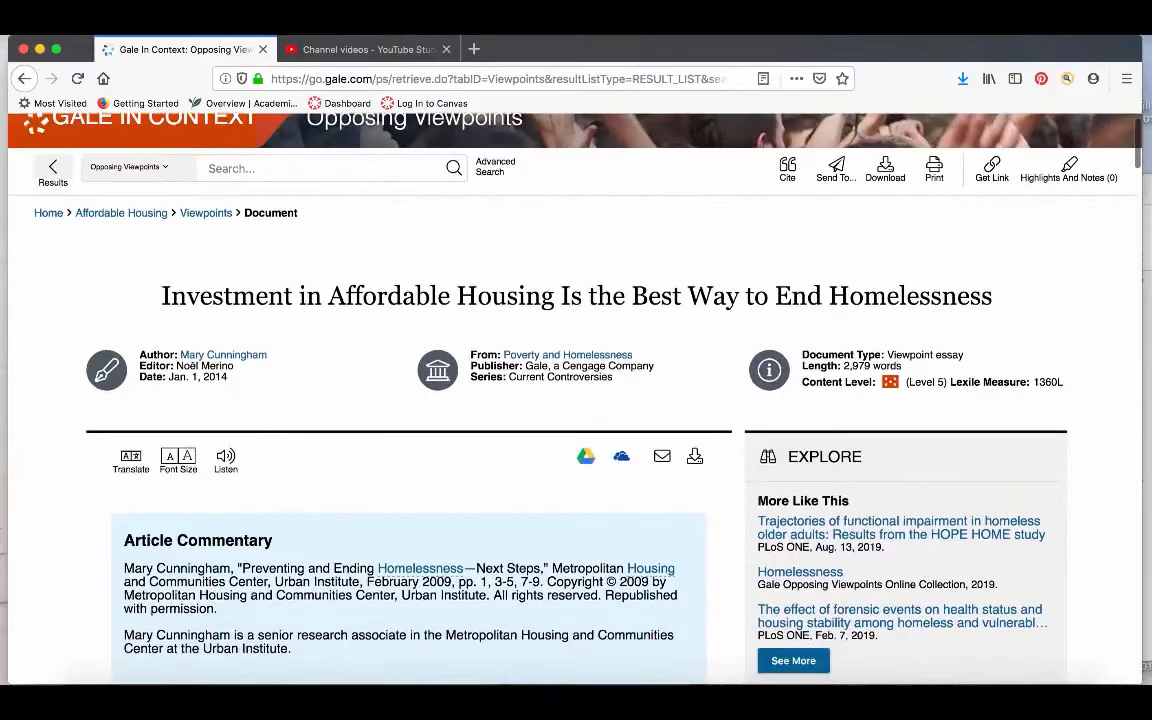 Gale In Context: Opposing View
Channel videos - YouTube Stu
https://go.gale.com/ps/retrieve.do?tabID=Viewpoints&resultListType=RESULT_LIST&sea
Most Visited Getting Started Overview | Academi... Dashboard Log In to Canvas
GALE IN CONTEXT Opposing Viewpoints
Results
Opposing Viewpoints
Search...
Advanced
Search
Cite Send To... Download Print Get Link Highlights And Notes (0)
Home > Affordable Housing > Viewpoints > Document
Investment in Affordable Housing Is the Best Way to End Homelessness
Author: Mary Cunningham
Editor: Noël Merino
Date: Jan. 1, 2014
From: Poverty and Homelessness
Publisher: Gale, a Cengage Company
Series: Current Controversies
Document Type: Viewpoint essay
Length: 2,979 words
Content Level: (Level 5) Lexile Measure: 1360L
Translate Font Size Listen
Article Commentary
Mary Cunningham, "Preventing and Ending Homelessness—Next Steps," Metropolitan Housing
and Communities Center, Urban Institute, February 2009, pp. 1, 3-5, 7-9. Copyright © 2009 by
Metropolitan Housing and Communities Center, Urban Institute. All rights reserved. Republished
with permission.
Mary Cunningham is a senior research associate in the Metropolitan Housing and Communities
Center at the Urban Institute.
EXPLORE
More Like This
Trajectories of functional impairment in homeless
older adults: Results from the HOPE HOME study
PLoS ONE, Aug. 13, 2019.
Homelessness
Gale Opposing Viewpoints Online Collection, 2019.
The effect of forensic events on health status and
housing stability among homeless and vulnerabl...
PLoS ONE, Feb. 7, 2019.
See More